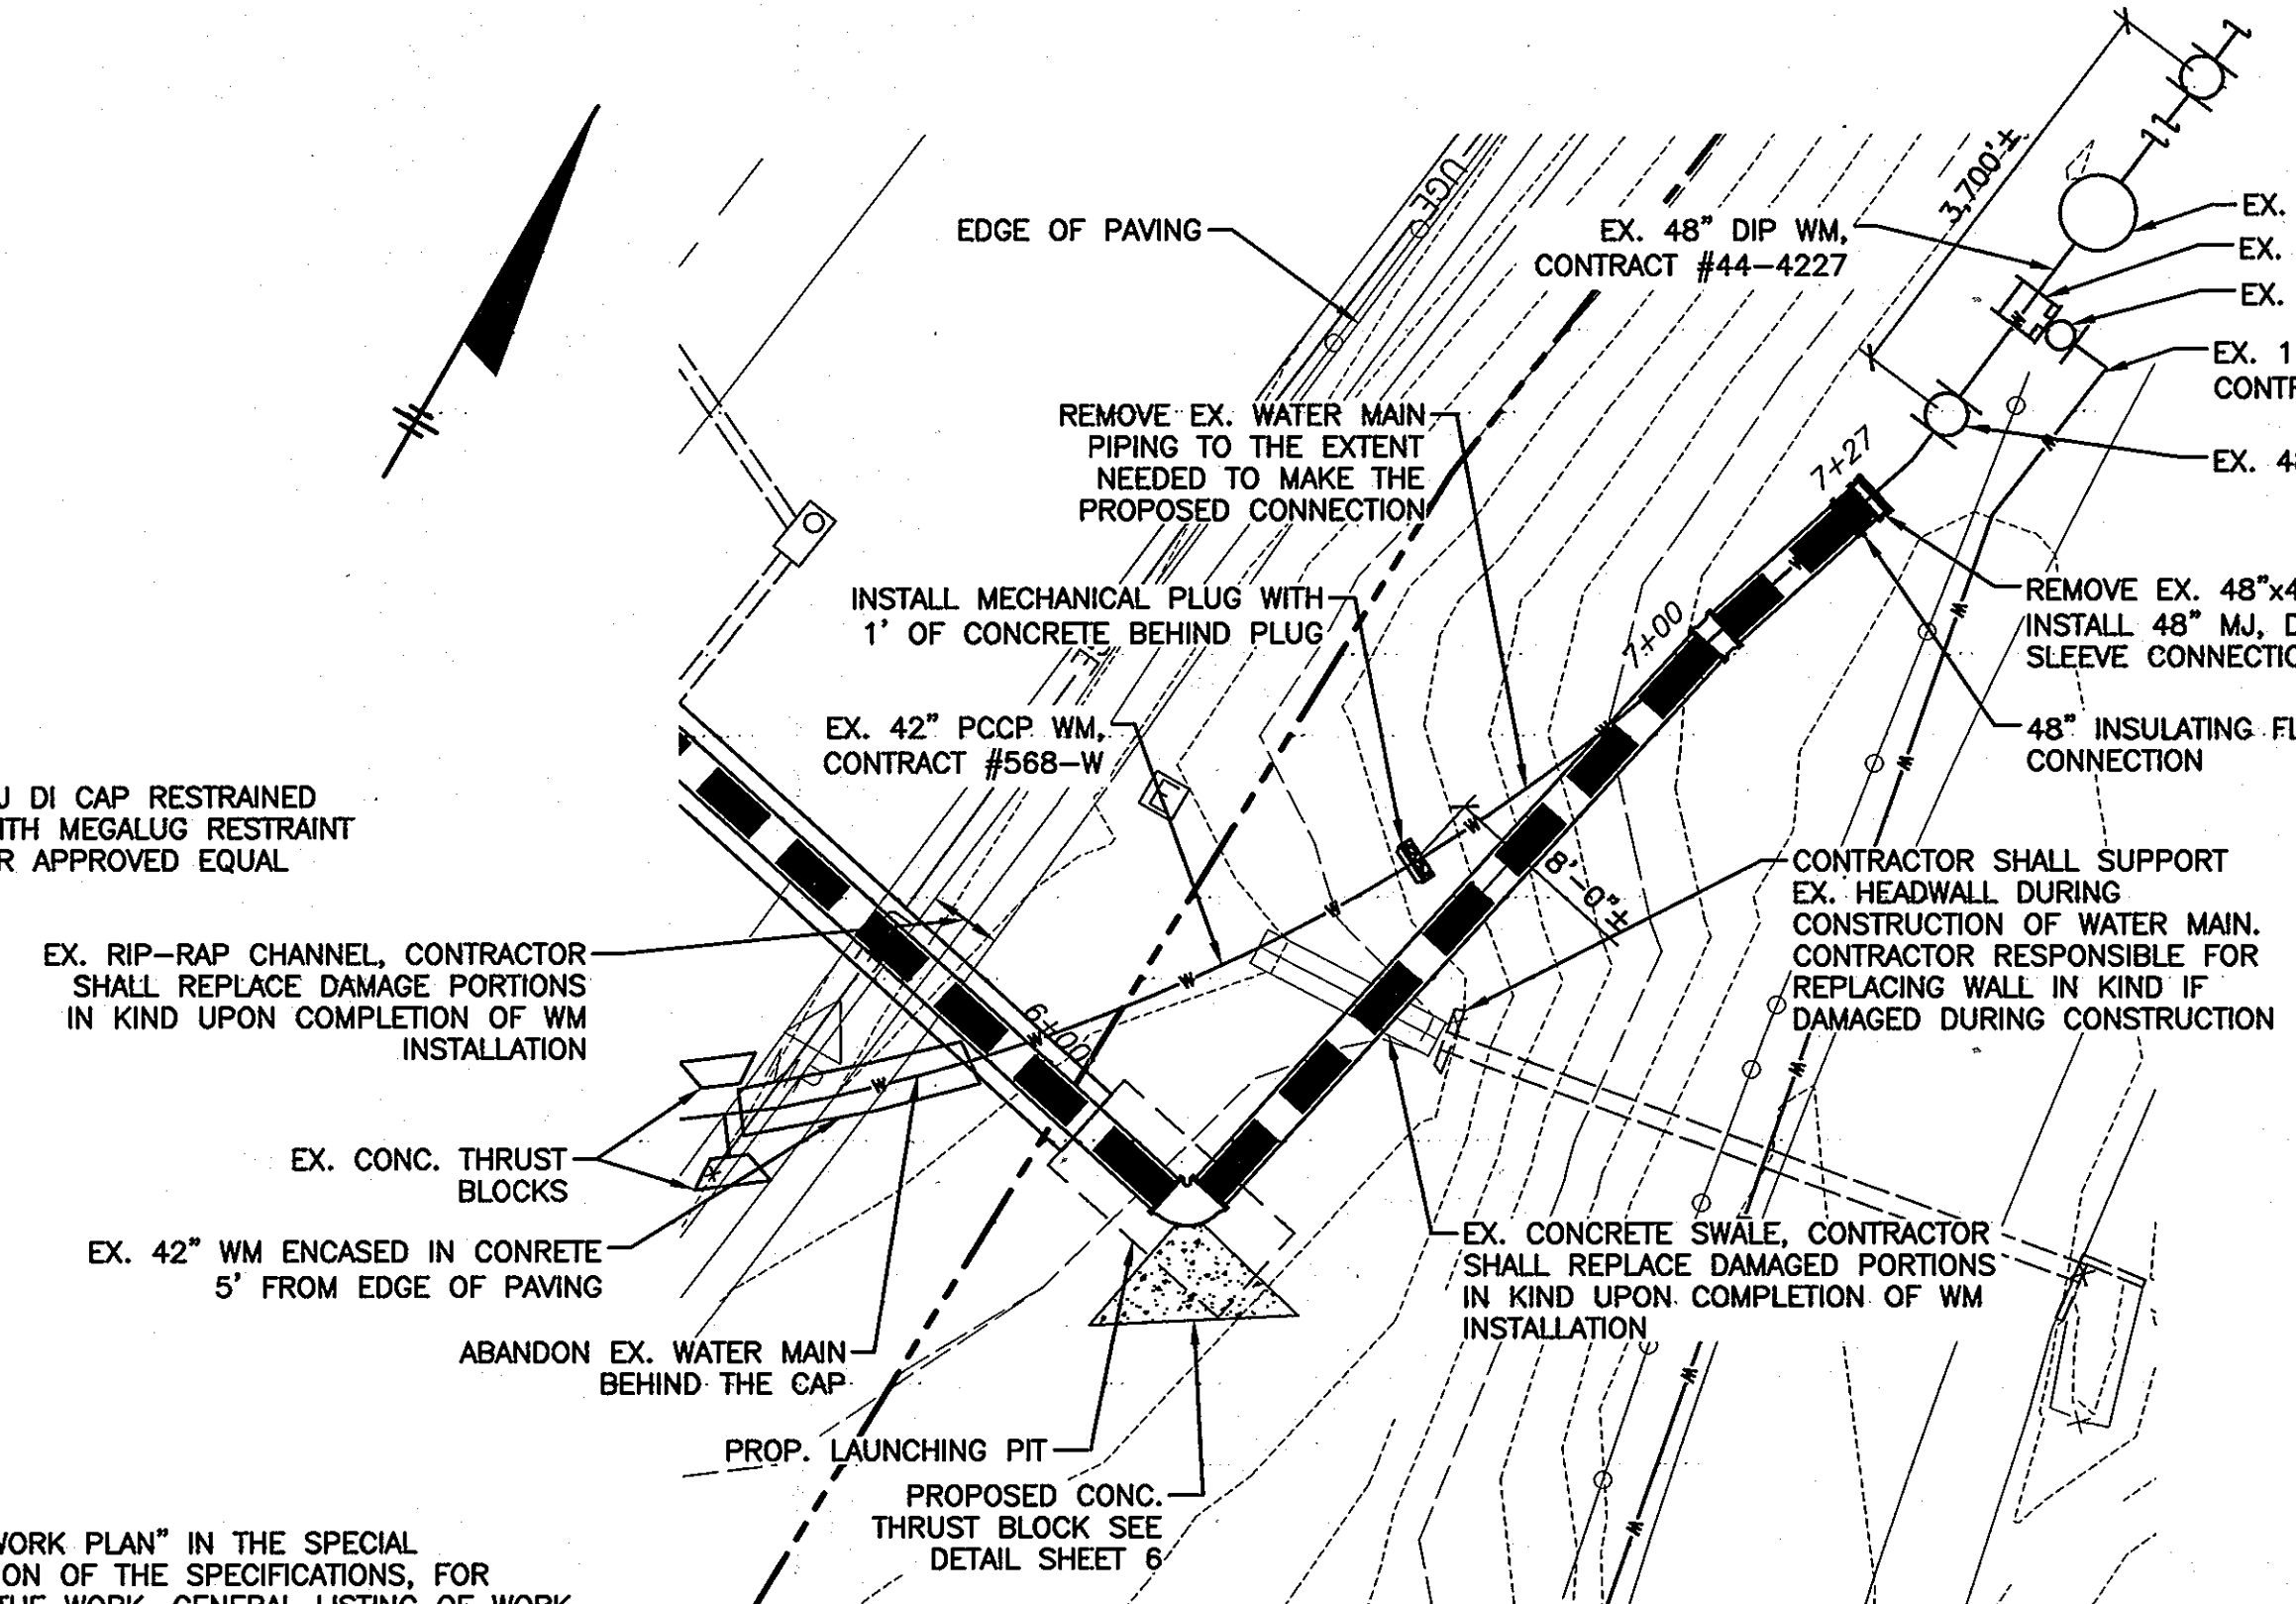 UGE
3,700'±
EDGE OF PAVING
EX. 48" DIP WM,
CONTRACT #44-4227
EX.
EX.
EX.
EX. 1
CONTR
EX. 48
REMOVE EX. WATER MAIN
PIPING TO THE EXTENT
NEEDED TO MAKE THE
PROPOSED CONNECTION
7+27
INSTALL MECHANICAL PLUG WITH
1' OF CONCRETE BEHIND PLUG
7+00
REMOVE EX. 48"x4
INSTALL 48" MJ, D
SLEEVE CONNECTIO
E
EX. 42" PCCP WM,
CONTRACT #568-W
48" INSULATING FL
CONNECTION
E
J DI CAP RESTRAINED
ITH MEGALUG RESTRAINT
R APPROVED EQUAL
8'-0"±
CONTRACTOR SHALL SUPPORT
EX. HEADWALL DURING
CONSTRUCTION OF WATER MAIN.
CONTRACTOR RESPONSIBLE FOR
REPLACING WALL IN KIND IF
DAMAGED DURING CONSTRUCTION
EX. RIP-RAP CHANNEL, CONTRACTOR
SHALL REPLACE DAMAGE PORTIONS
IN KIND UPON COMPLETION OF WM
INSTALLATION
6+00
W
W
W
W
W
W
W
W
W
W
W
W
W
EX. CONC. THRUST
BLOCKS
EX. 42" WM ENCASED IN CONRETE
5' FROM EDGE OF PAVING
EX. CONCRETE SWALE, CONTRACTOR
SHALL REPLACE DAMAGED PORTIONS
IN KIND UPON COMPLETION OF WM
INSTALLATION
ABANDON EX. WATER MAIN
BEHIND THE CAP
PROP. LAUNCHING PIT
PROPOSED CONC.
THRUST BLOCK SEE
DETAIL SHEET 6
WORK PLAN" IN THE SPECIAL
ON OF THE SPECIFICATIONS, FOR
THE WORK, GENERAL LISTING OF WORK